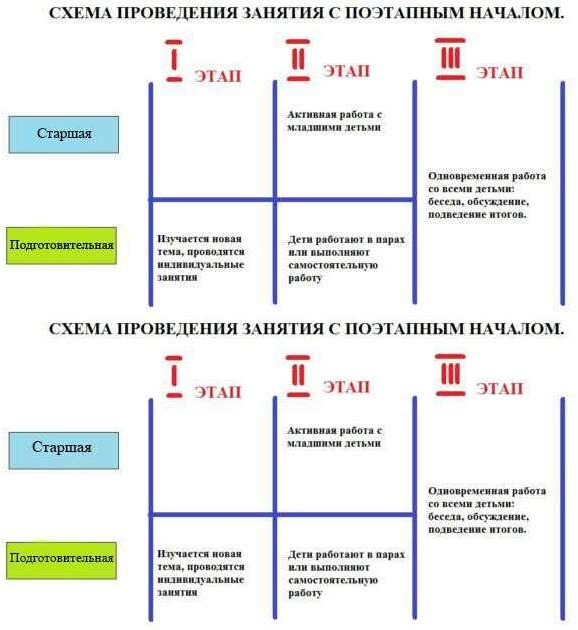 СХЕМА ПРОВЕДЕНИЯ ЗАНЯТИЯ С ПОЭТАПНЫМ НАЧАЛОМ.
I ЭТАП
II ЭТАП
III ЭТАП
Старшая
Активная работа с
младшими детьми
Одновременная работа
со всеми детьми:
беседа, обсуждение,
подведение итогов.
Подготовительная
Изучается новая
тема, проводятся
индивидуальные
занятия
Дети работают в парах
или выполняют
самостоятельную
работу
СХЕМА ПРОВЕДЕНИЯ ЗАНЯТИЯ С ПОЭТАПНЫМ НАЧАЛОМ.
I ЭТАП
II ЭТАП
III ЭТАП
Старшая
Активная работа с
младшими детьми
Одновременная работа
со всеми детьми:
беседа, обсуждение,
подведение итогов.
Подготовительная
Изучается новая
тема, проводятся
индивидуальные
занятия
Дети работают в парах
или выполняют
самостоятельную
работу